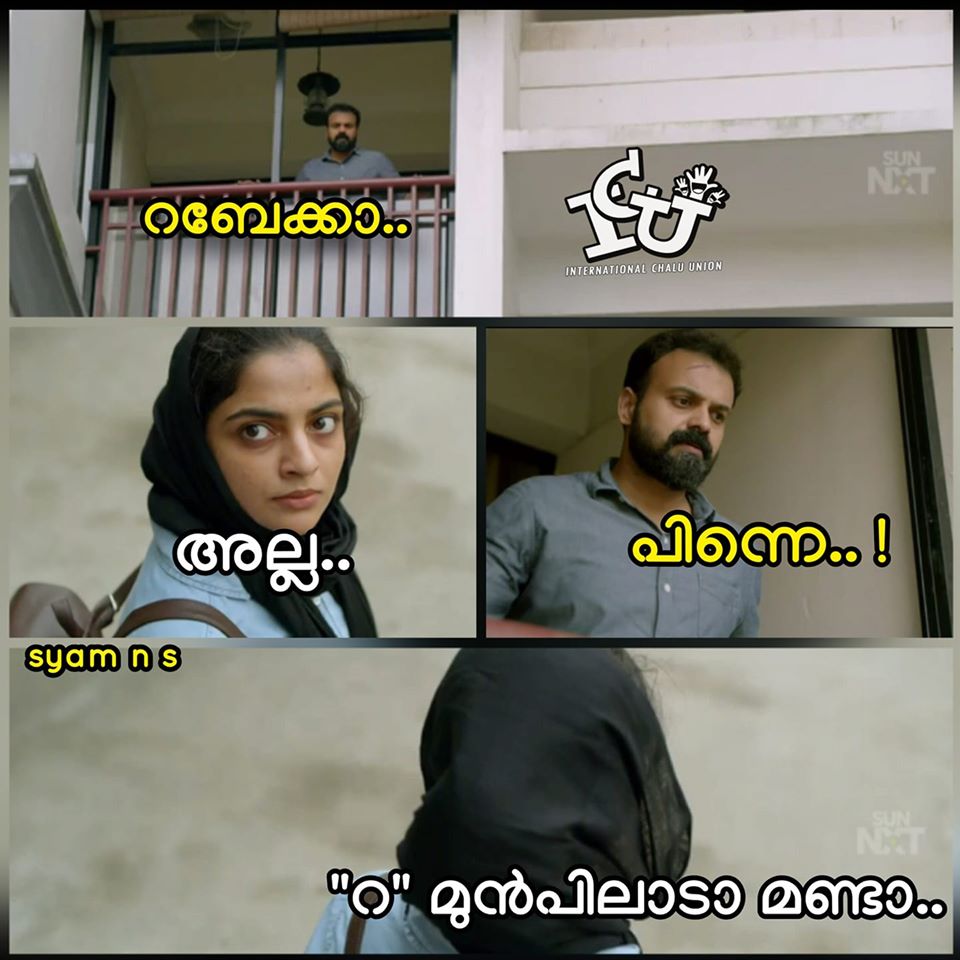 SUN
NXT
റബേക്കാ..
ICU
INTERNATIONAL CHALU UNION
അല്ല..
പിന്നെ.. !
syam n s
SUN
NXT
"റ" മുൻപിലാടാ മണ്ടാ..